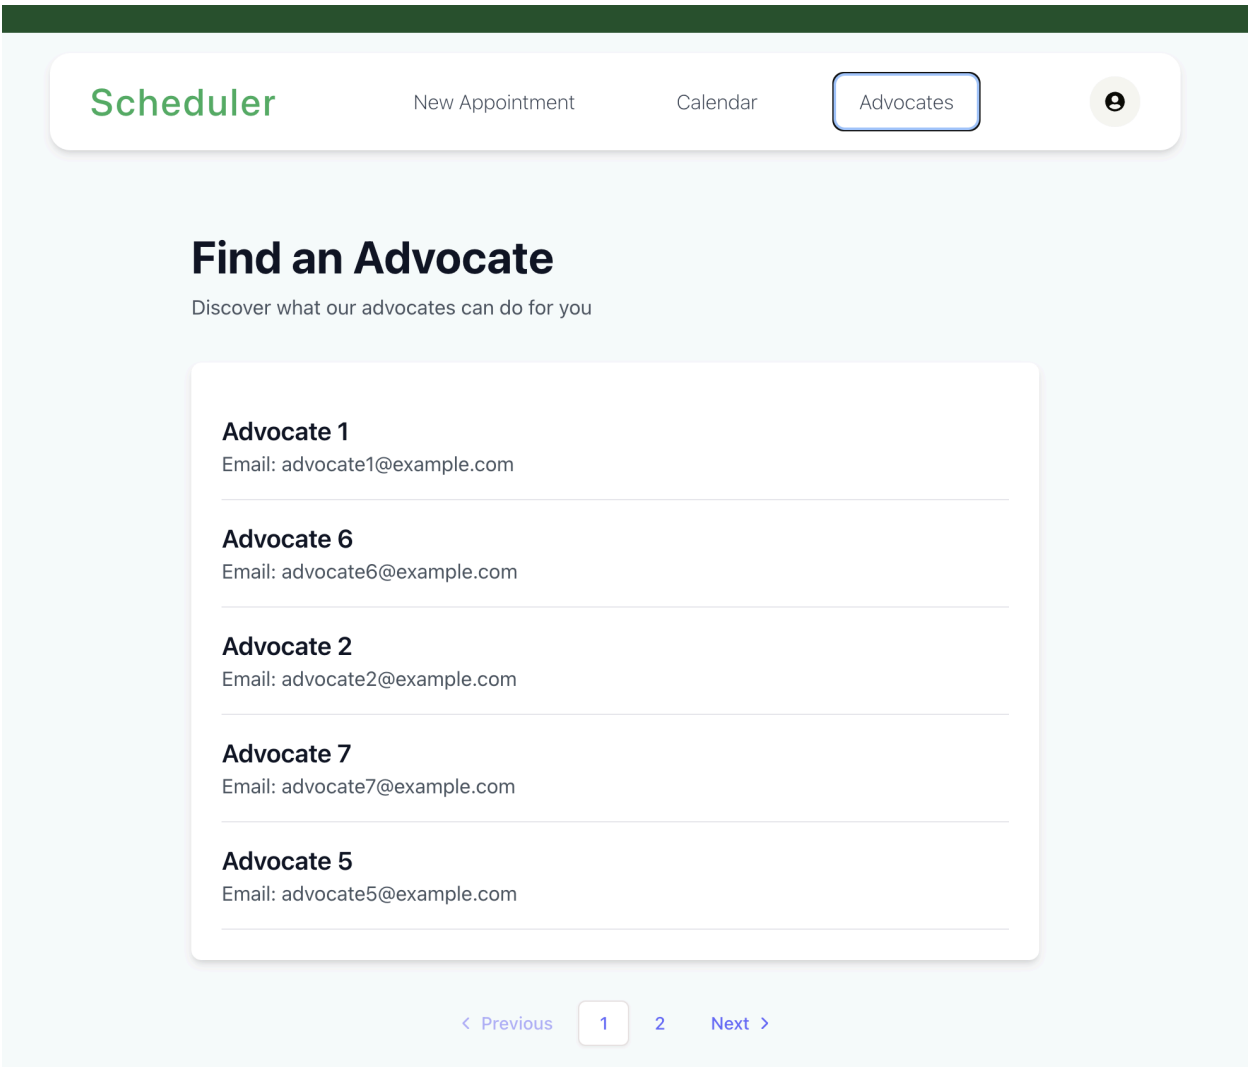 Scheduler
New Appointment
Calendar
Advocates
Find an Advocate
Discover what our advocates can do for you
Advocate 1
Email: advocate1@example.com
Advocate 6
Email: advocate6@example.com
Advocate 2
Email: advocate2@example.com
Advocate 7
Email: advocate7@example.com
Advocate 5
Email: advocate5@example.com
Previous 1 2 Next